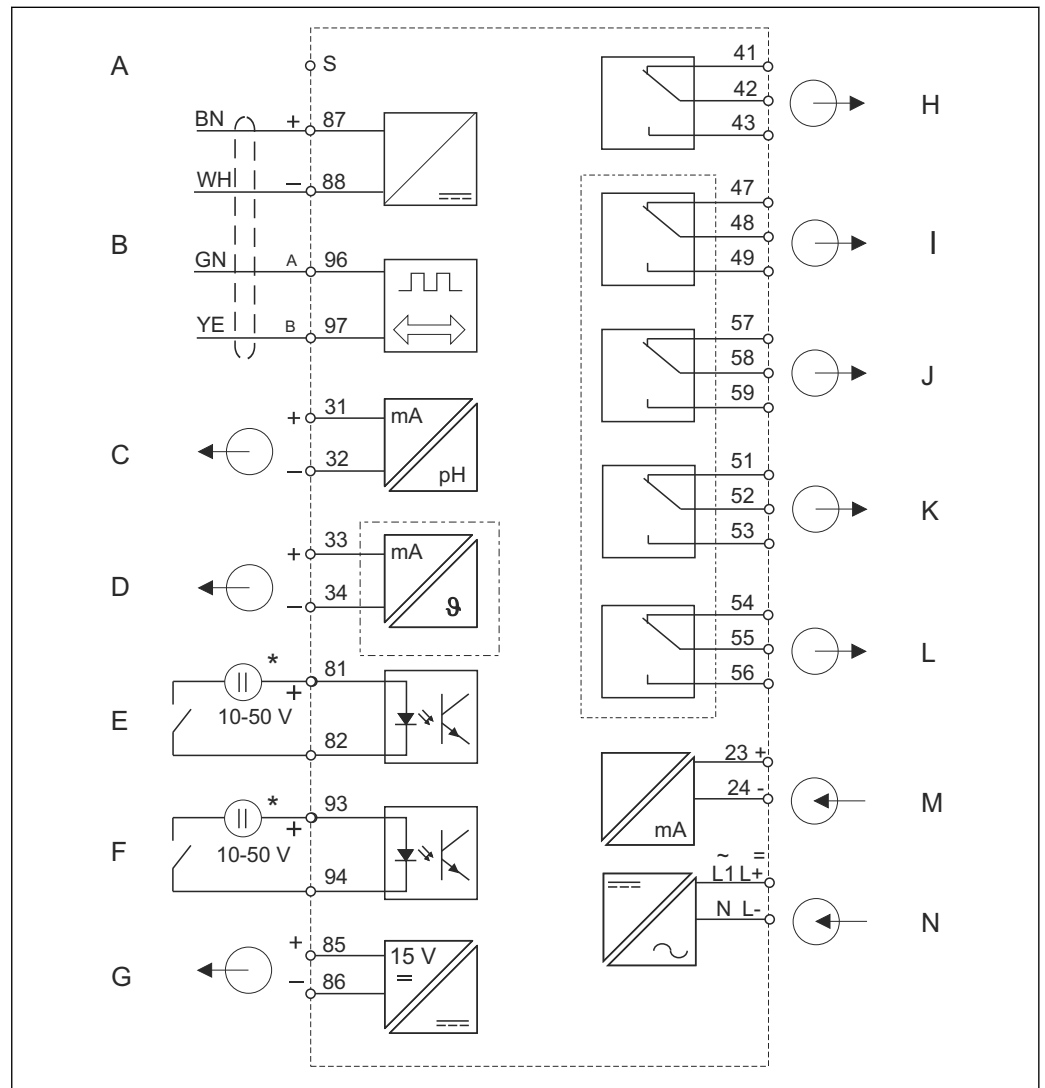 A
S
BN + 87
WH – 88
B
GN A 96
YE B 97
C
+ 31
– 32
mA
pH
D
+ 33
– 34
mA
ϑ
E
*
+ 81
10-50 V
82
F
*
+ 93
10-50 V
94
G
+ 85
– 86
15 V
=
41
42
43
H
47
48
49
I
57
58
59
J
51
52
53
K
54
55
56
L
23 +
24 -
mA
M
~ =
L1 L+
N L-
N